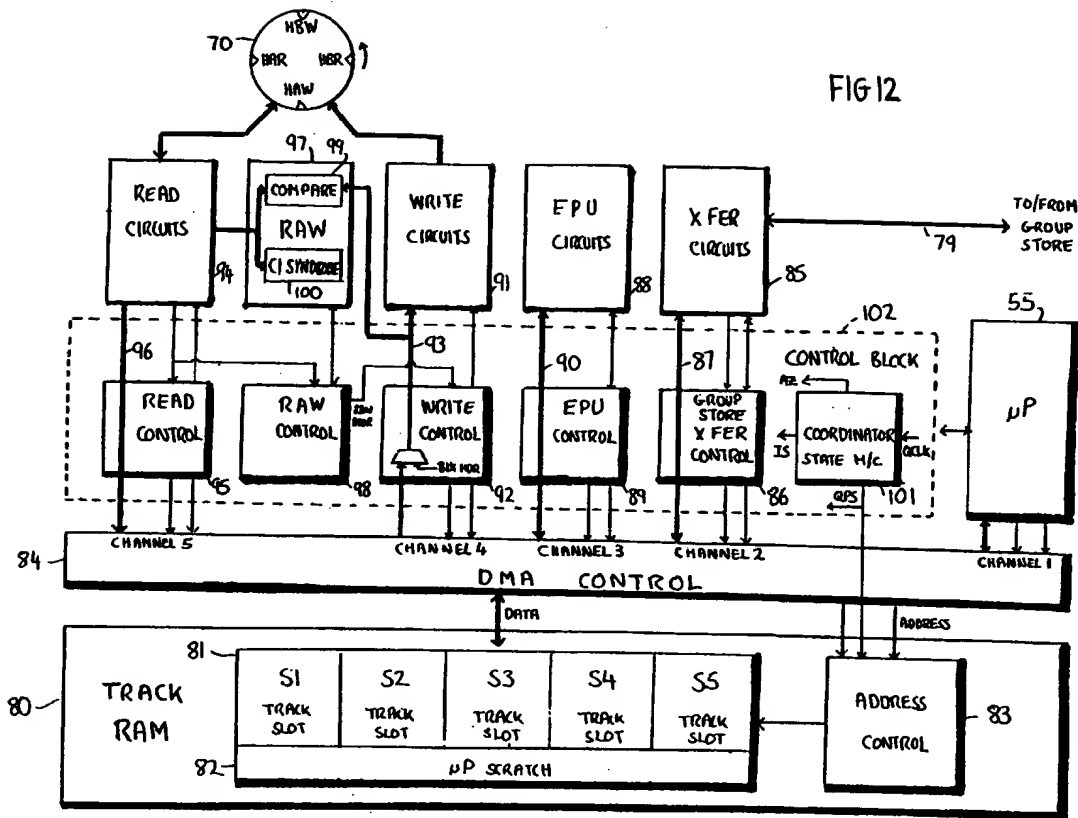 FIG 12
70
HBW
HAR HBR
HAW
97 99
READ CIRCUITS
94
COMPARE
RAW
C1 SYNDROME
100
WRITE CIRCUITS
91
EPU CIRCUITS
88
XFER CIRCUITS
85
79
TO/FROM GROUP STORE
102
55
96
93
90
87
CONTROL BLOCK
μP
READ CONTROL
95
RAW CONTROL
98
WRITE CONTROL
92
EPU CONTROL
89
GROUP STORE XFER CONTROL
86
IS
COORDINATOR STATE M/C
QCLK
101
QPS
84
CHANNEL 5
CHANNEL 4
CHANNEL 3
CHANNEL 2
CHANNEL 1
DMA CONTROL
DATA
ADDRESS
80
TRACK RAM
81
S1 TRACK SLOT
S2 TRACK SLOT
S3 TRACK SLOT
S4 TRACK SLOT
S5 TRACK SLOT
82
μP SCRATCH
ADDRESS CONTROL
83